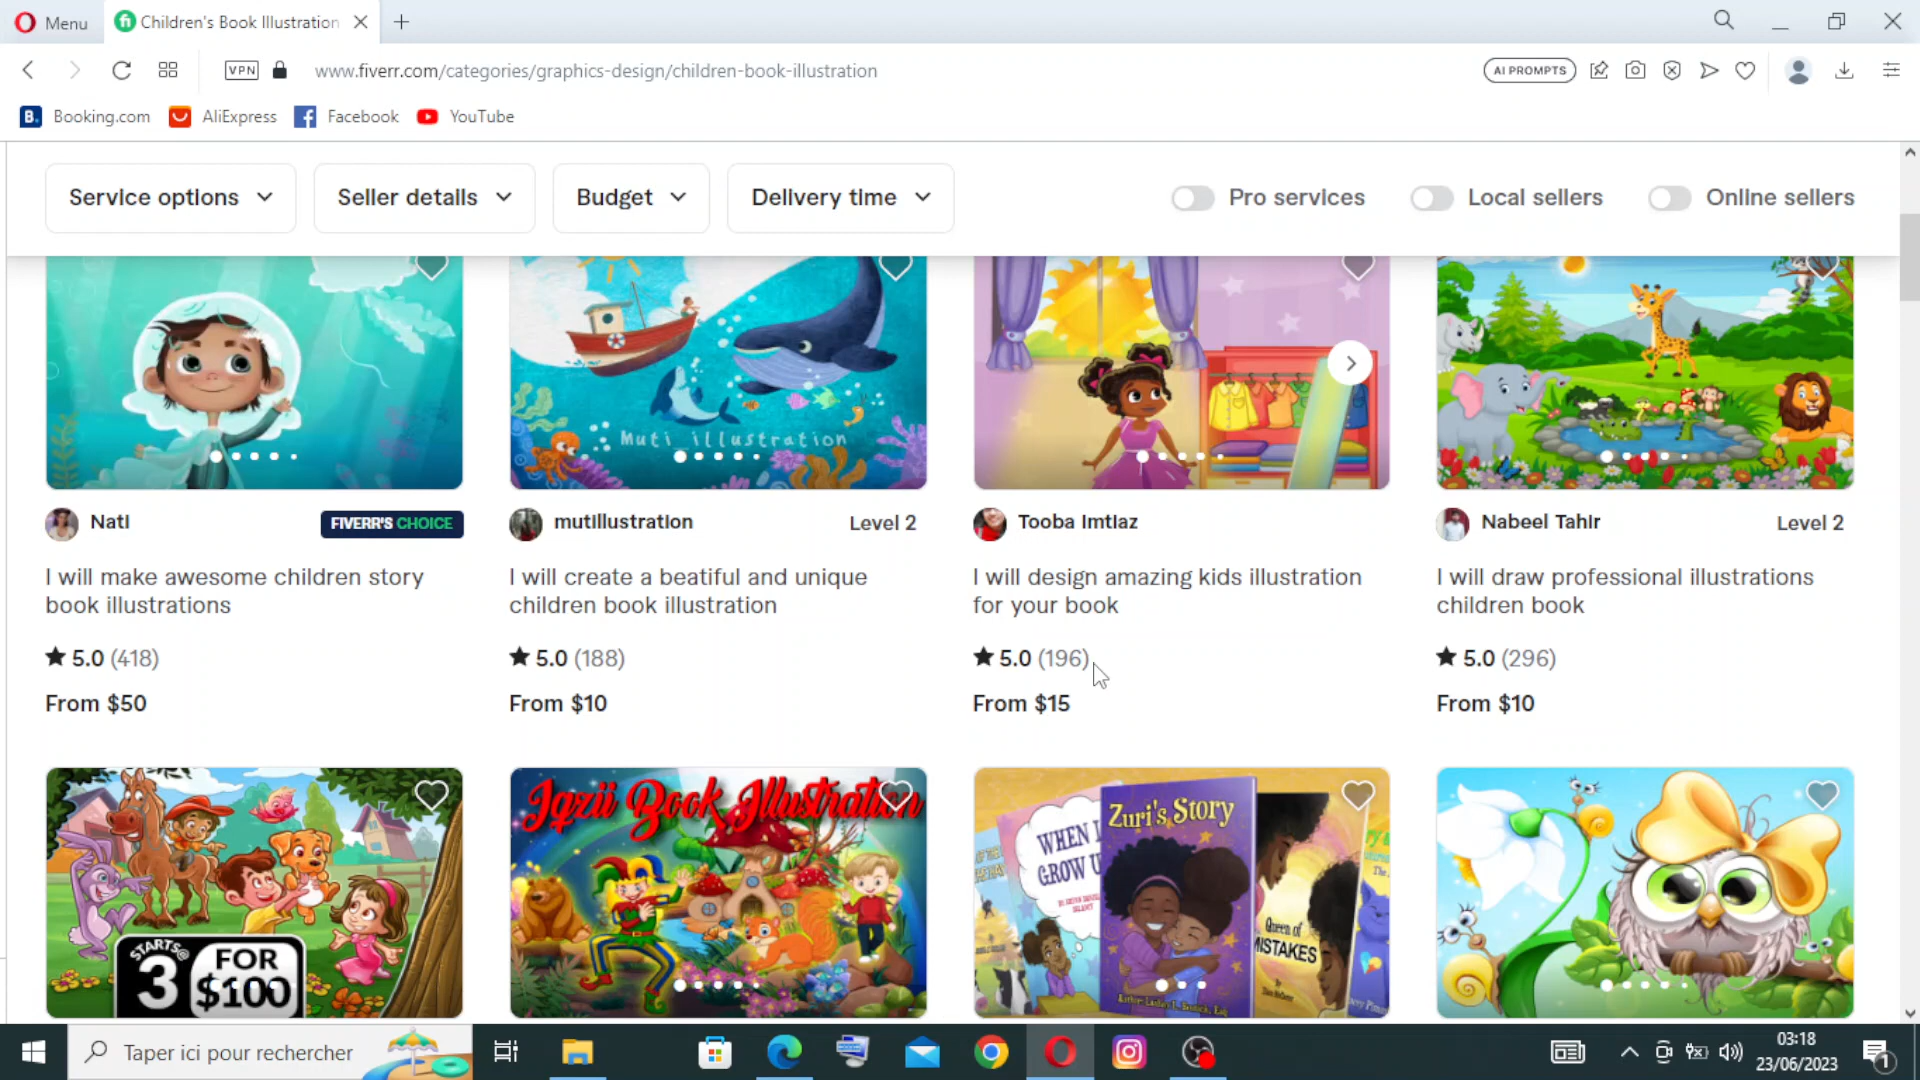 Menu
Children's Book Illustration
VPN
www.fiverr.com/categories/graphics-design/children-book-illustration
AI PROMPTS
B. Booking.com
AliExpress
Facebook
YouTube
Service options
Seller details
Budget
Delivery time
Pro services
Local sellers
Online sellers
Muti illustration
Nati
FIVERR'S CHOICE
mutillustration
Level 2
Tooba Imtiaz
Nabeel Tahir
Level 2
I will make awesome children story
book illustrations
I will create a beatiful and unique
children book illustration
I will design amazing kids illustration
for your book
I will draw professional illustrations
children book
5.0 (418)
5.0 (188)
5.0 (196)
5.0 (296)
From $50
From $10
From $15
From $10
STARTS@
3 FOR
$100
Iqzii Book Illustration
WHEN I
GROW U
Zuri's Story
Queen of
MISTAKES
Taper ici pour rechercher
03:18
23/06/2023
1